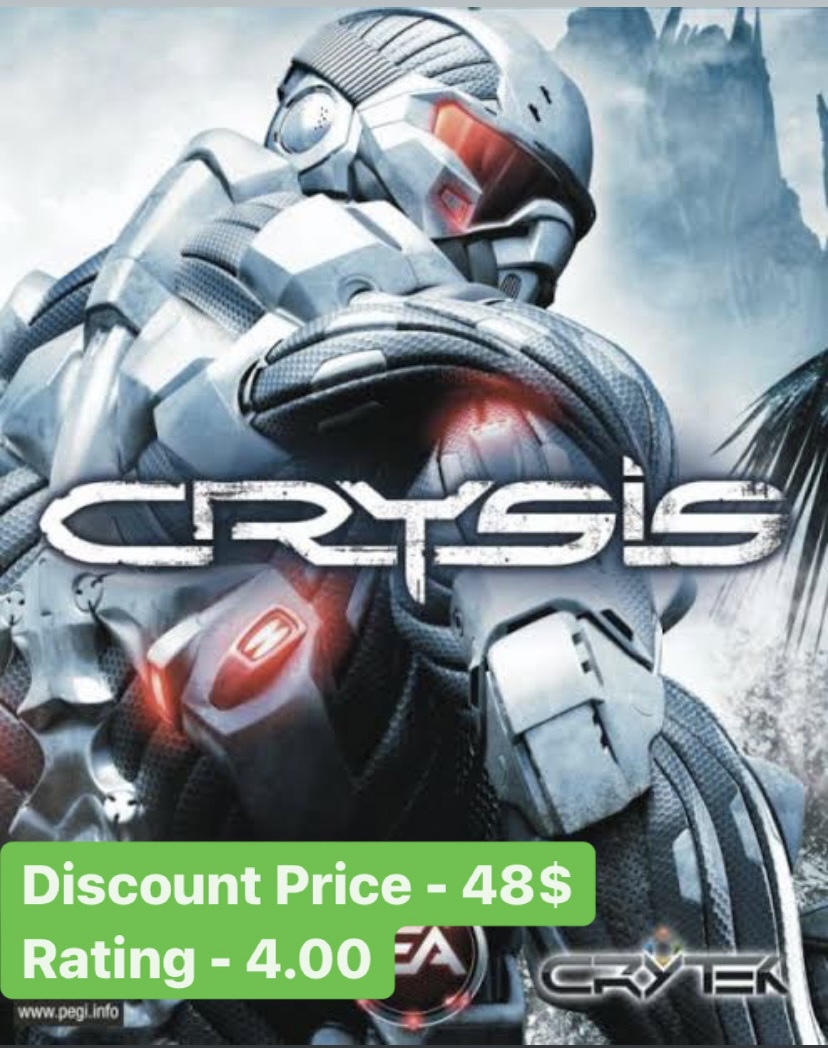 CRYSiS
Discount Price - 48$
Rating - 4.00
EA
CRYTEK
www.pegi.info